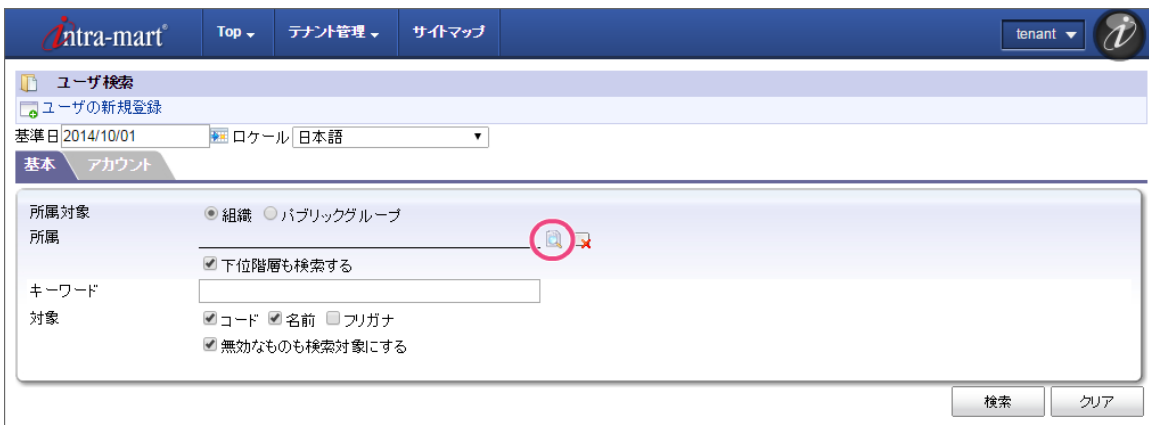 intra-mart® Top テナント管理 サイトマップ tenant
ユーザ検索
ユーザの新規登録
基準日 2014/10/01 ロケール 日本語
基本 アカウント
所属対象 組織 パブリックグループ
所属
下位階層も検索する
キーワード
対象 コード 名前 フリガナ
無効なものも検索対象にする
検索 クリア